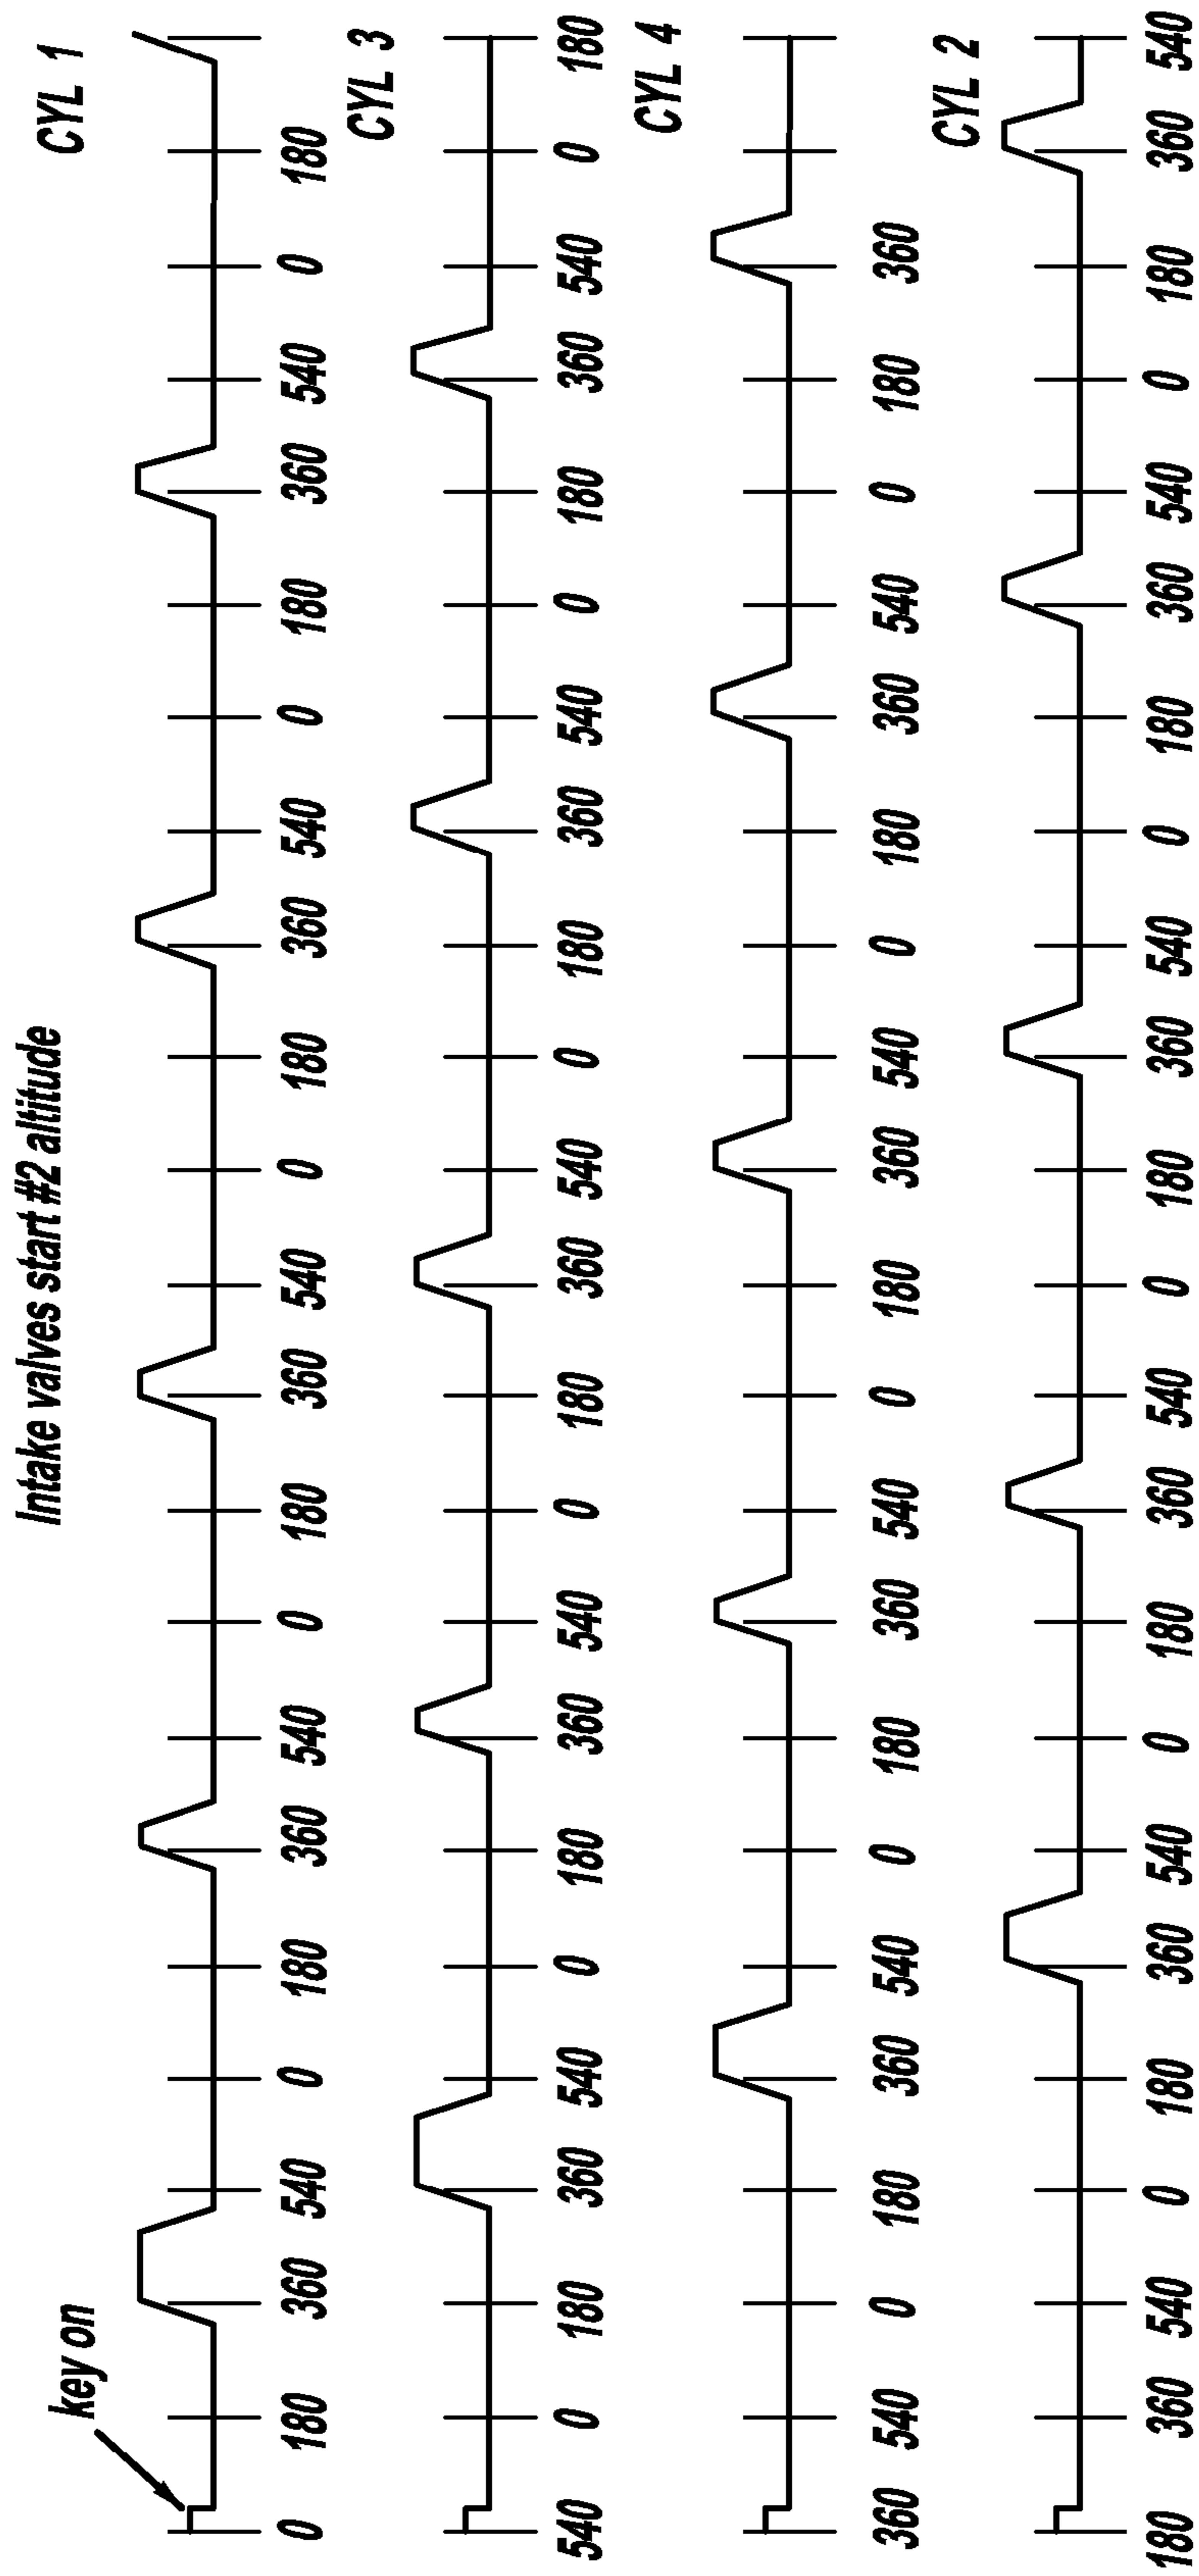 Intake valves start #2 altitude
key on
CYL 1
0 180 360 540 0 180 360 540 0 180 360 540 0 180 360 540 0 180 360 540 0 180
CYL 3
540 0 180 360 540 0 180 360 540 0 180 360 540 0 180 360 540 0 180 360 540 0 180
CYL 4
360 540 0 180 360 540 0 180 360 540 0 180 360 540 0 180 360 540 0 180 360
CYL 2
180 360 540 0 180 360 540 0 180 360 540 0 180 360 540 0 180 360 540 0 180 360 540